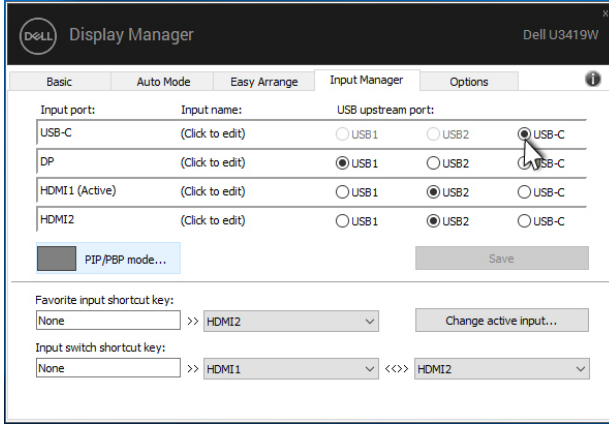 DELL Display Manager Dell U3419W
Basic Auto Mode Easy Arrange Input Manager Options
Input port: Input name: USB upstream port:
USB-C (Click to edit) USB1 USB2 USB-C
DP (Click to edit) USB1 USB2 USB-C
HDMI1 (Active) (Click to edit) USB1 USB2 USB-C
HDMI2 (Click to edit) USB1 USB2 USB-C
PIP/PBP mode... Save
Favorite input shortcut key:
None >> HDMI2 Change active input...
Input switch shortcut key:
None >> HDMI1 <<>> HDMI2